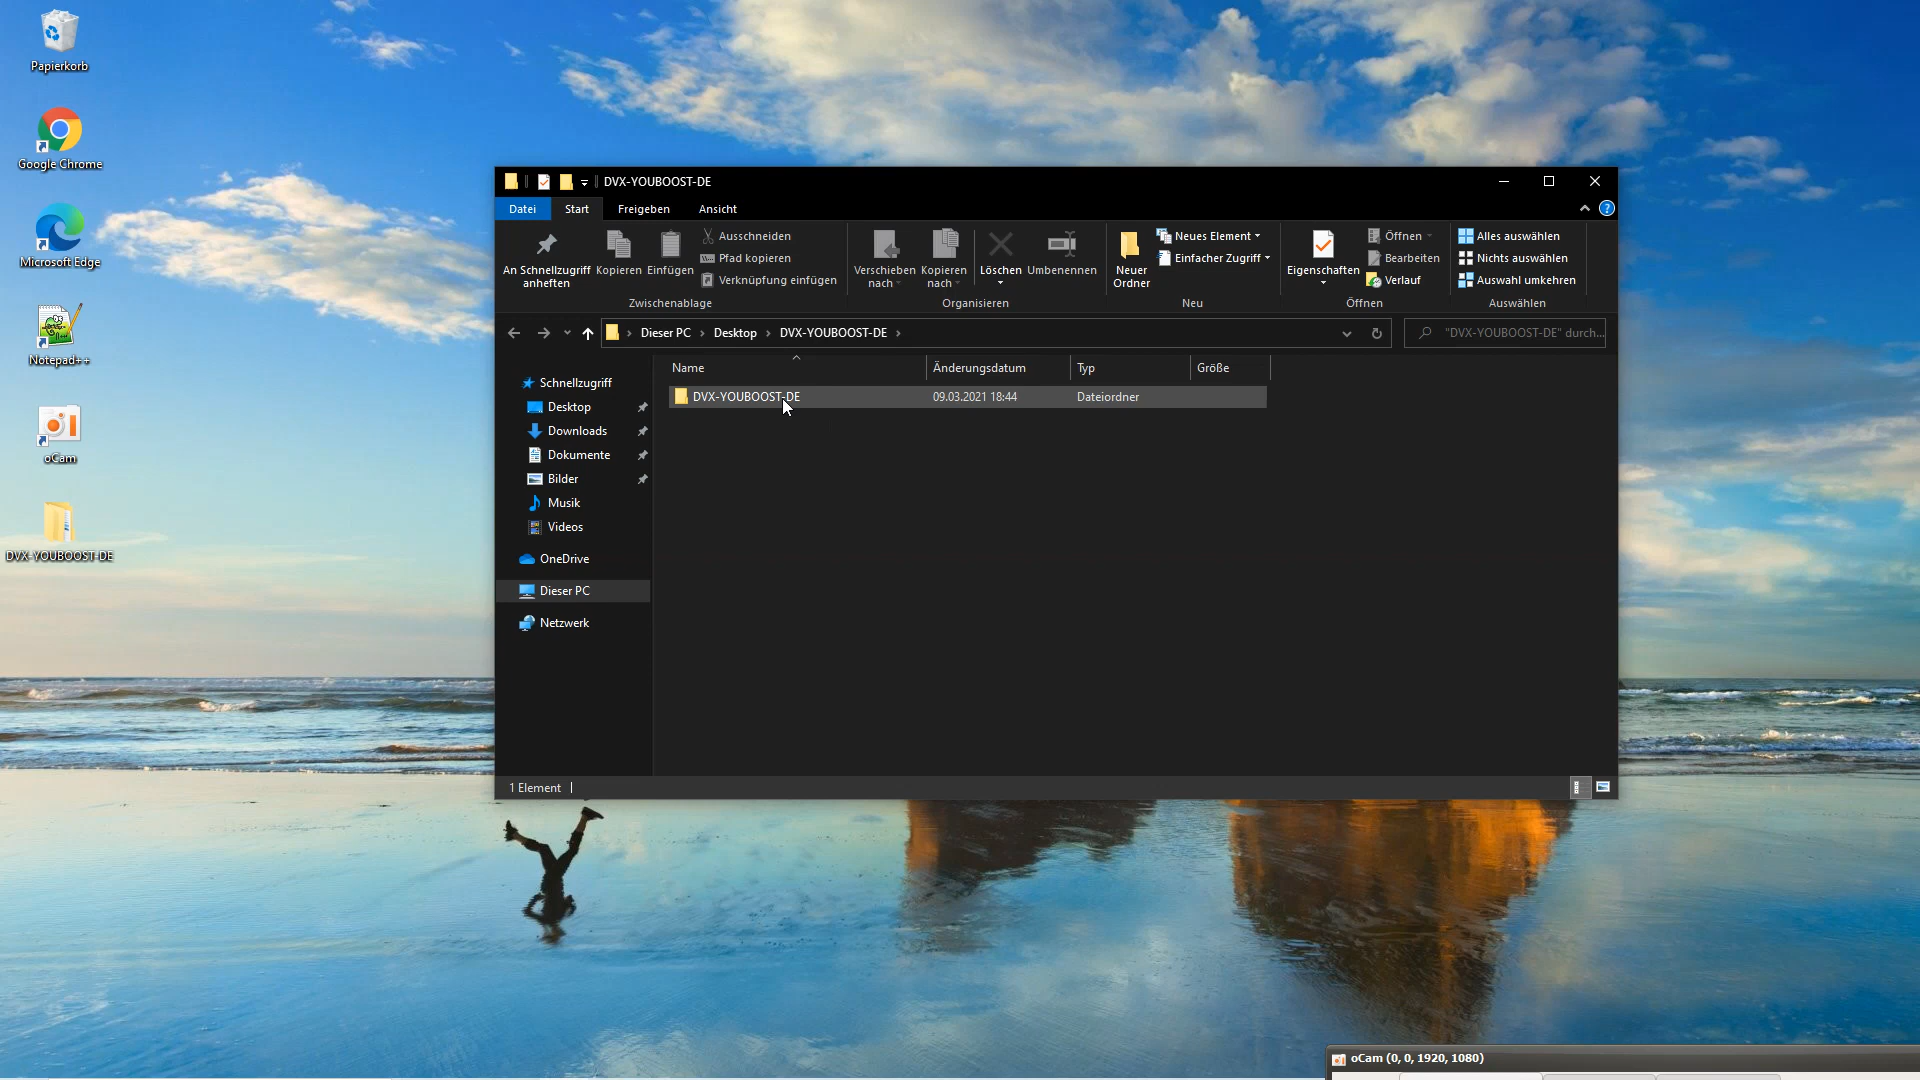 Papierkorb
Google Chrome
Microsoft Edge
Notepad++
oCam
DVX-YOUBOOST-DE
DVX-YOUBOOST-DE
Datei Start Freigeben Ansicht
An Schnellzugriff anheften
Kopieren
Einfügen
Ausschneiden
Pfad kopieren
Verknüpfung einfügen
Zwischenablage
Verschieben nach
Kopieren nach
Löschen
Umbenennen
Organisieren
Neuer Ordner
Neues Element
Einfacher Zugriff
Neu
Eigenschaften
Öffnen
Bearbeiten
Verlauf
Öffnen
Alles auswählen
Nichts auswählen
Auswahl umkehren
Auswählen
Dieser PC › Desktop › DVX-YOUBOOST-DE ›
"DVX-YOUBOOST-DE" durch...
Schnellzugriff
Desktop
Downloads
Dokumente
Bilder
Musik
Videos
OneDrive
Dieser PC
Netzwerk
Name Änderungsdatum Typ Größe
DVX-YOUBOOST-DE 09.03.2021 18:44 Dateiordner
1 Element
oCam (0, 0, 1920, 1080)